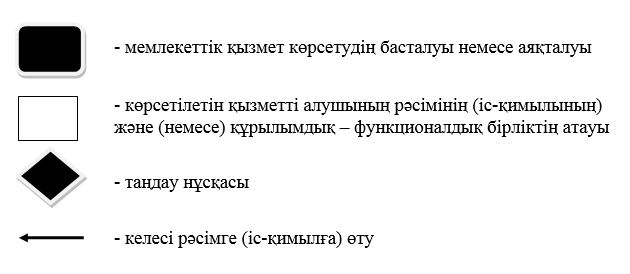 - мемлекеттік қызмет көрсетудің басталуы немесе аяқталуы
- көрсетілетін қызметті алушының рәсімінің (іс-қимылының)
және (немесе) құрылымдық – функционалдық бірліктің атауы
- таңдау нұсқасы
- келесі рәсімге (іс-қимылға) өту